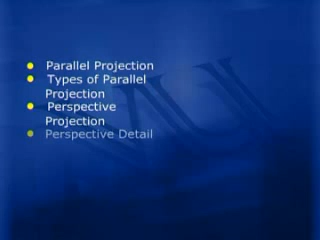 Parallel Projection
Types of Parallel
Projection
Perspective
Projection
Perspective Detail